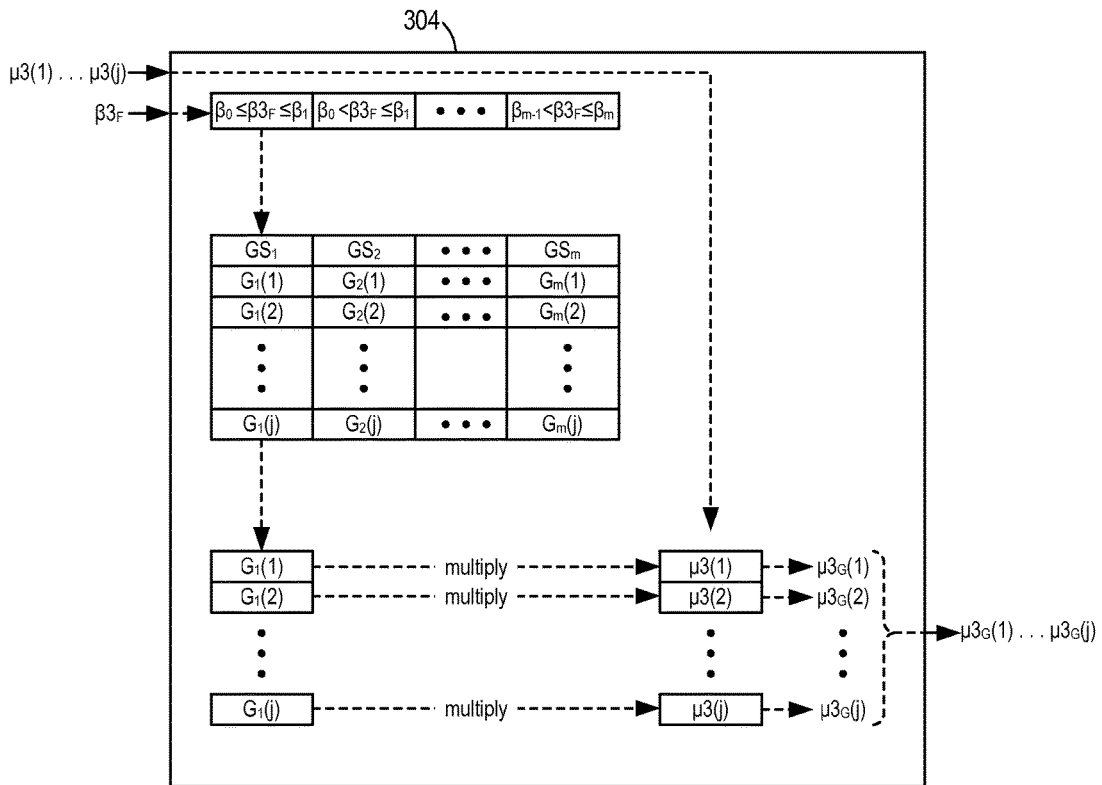 304
μ3(1) . . . μ3(j)
β3F
β0 ≤β3F ≤β1 β0 <β3F ≤β1 • • • βm-1 <β3F≤βm
GS1 GS2 • • • GSm
G1(1) G2(1) • • • Gm(1)
G1(2) G2(2) • • • Gm(2)
G1(j) G2(j) • • • Gm(j)
G1(1) multiply μ3(1) μ3G(1)
G1(2) multiply μ3(2) μ3G(2)
μ3G(1) . . . μ3G(j)
G1(j) multiply μ3(j) μ3G(j)